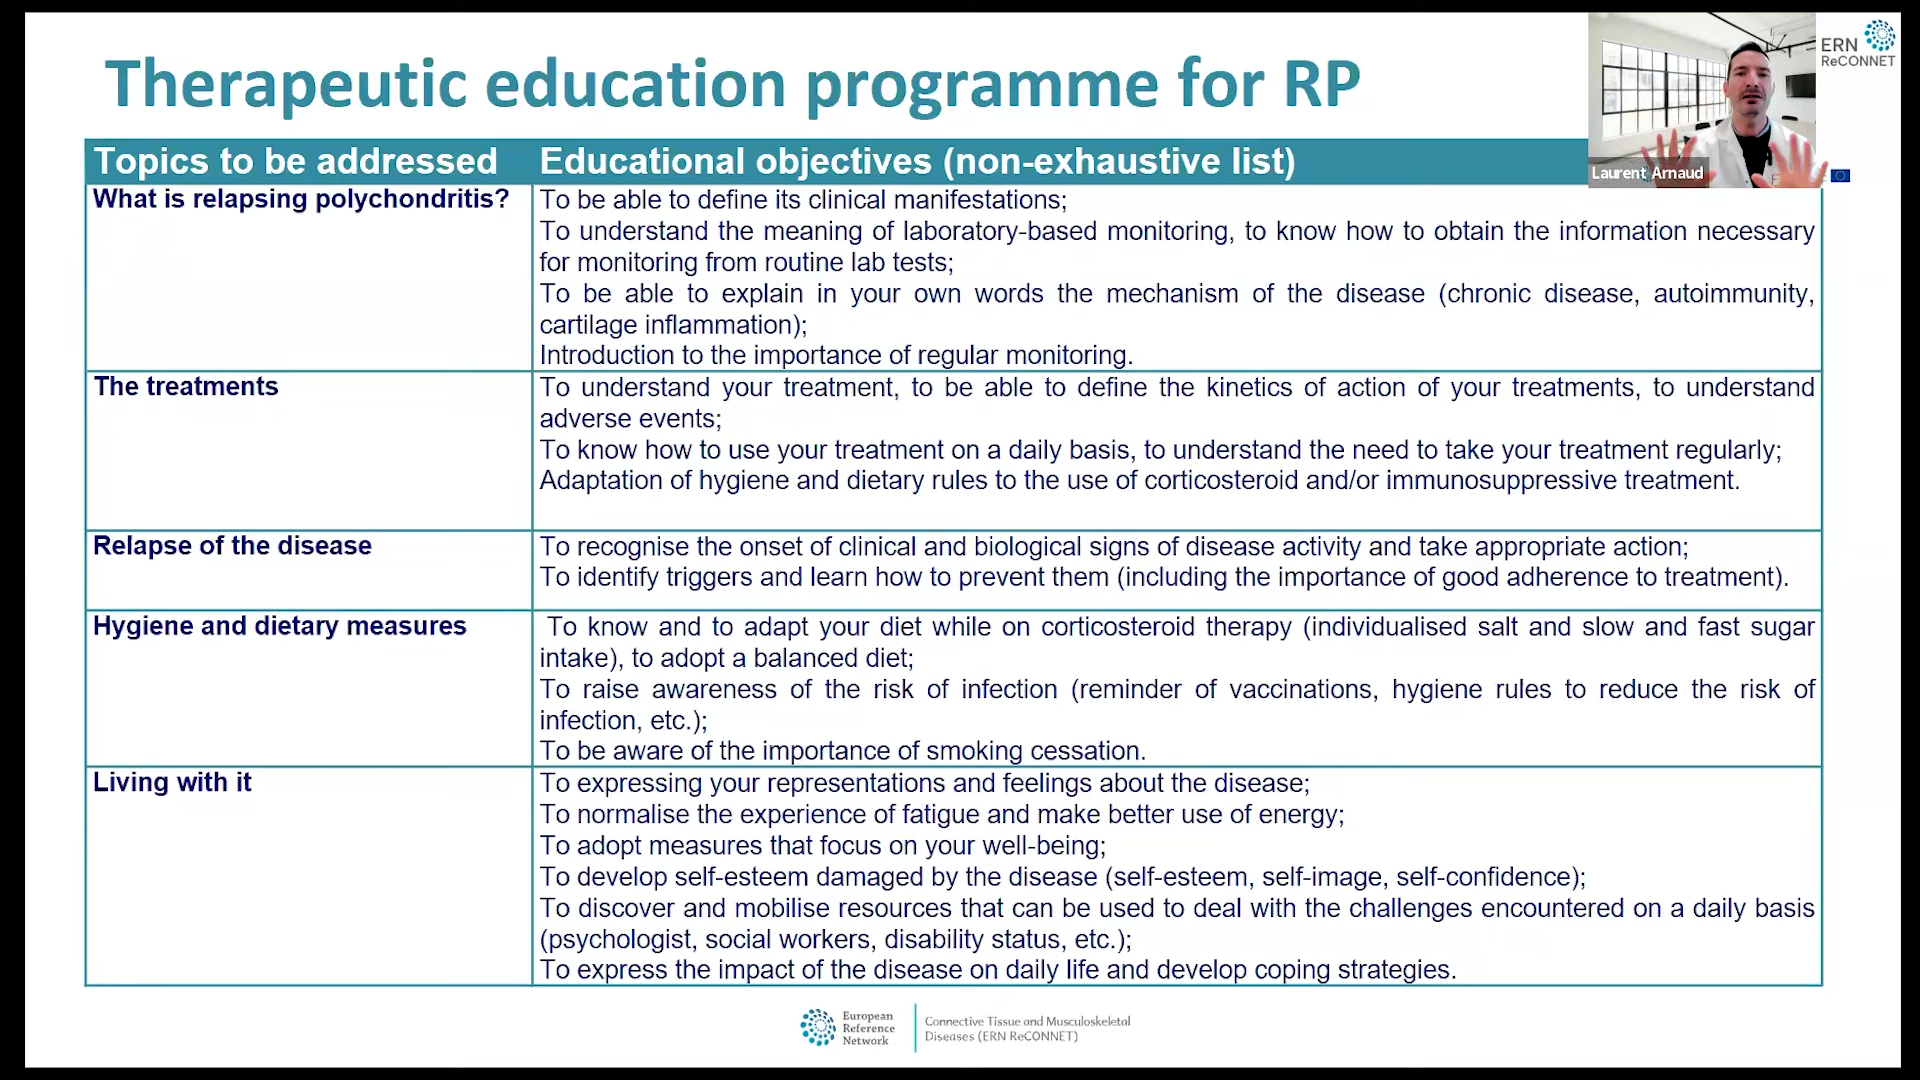 Therapeutic education programme for RP
ERN
ReCONNET
Laurent Arnaud
Topics to be addressed
Educational objectives (non-exhaustive list)
What is relapsing polychondritis?
To be able to define its clinical manifestations;
To understand the meaning of laboratory-based monitoring, to know how to obtain the information necessary
for monitoring from routine lab tests;
To be able to explain in your own words the mechanism of the disease (chronic disease, autoimmunity,
cartilage inflammation);
Introduction to the importance of regular monitoring.
The treatments
To understand your treatment, to be able to define the kinetics of action of your treatments, to understand
adverse events;
To know how to use your treatment on a daily basis, to understand the need to take your treatment regularly;
Adaptation of hygiene and dietary rules to the use of corticosteroid and/or immunosuppressive treatment.
Relapse of the disease
To recognise the onset of clinical and biological signs of disease activity and take appropriate action;
To identify triggers and learn how to prevent them (including the importance of good adherence to treatment).
Hygiene and dietary measures
To know and to adapt your diet while on corticosteroid therapy (individualised salt and slow and fast sugar
intake), to adopt a balanced diet;
To raise awareness of the risk of infection (reminder of vaccinations, hygiene rules to reduce the risk of
infection, etc.);
To be aware of the importance of smoking cessation.
Living with it
To expressing your representations and feelings about the disease;
To normalise the experience of fatigue and make better use of energy;
To adopt measures that focus on your well-being;
To develop self-esteem damaged by the disease (self-esteem, self-image, self-confidence);
To discover and mobilise resources that can be used to deal with the challenges encountered on a daily basis
(psychologist, social workers, disability status, etc.);
To express the impact of the disease on daily life and develop coping strategies.
European
Reference
Network
Connective Tissue and Musculoskeletal
Diseases (ERN ReCONNET)